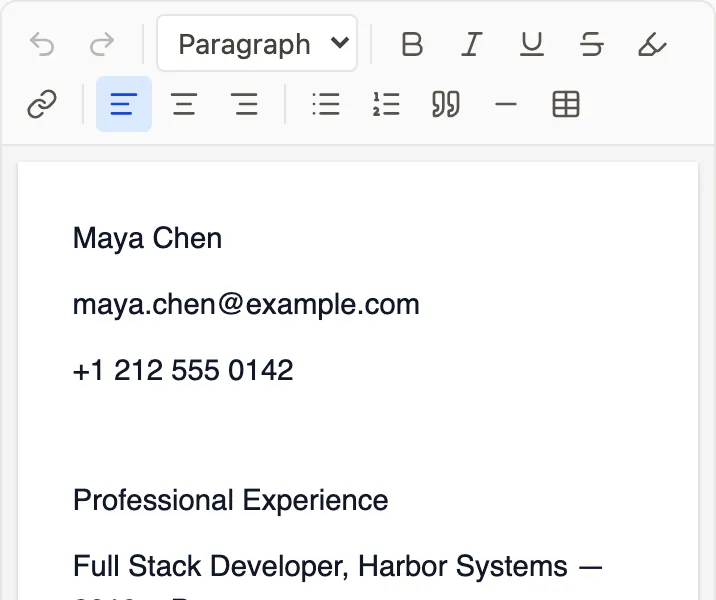 Paragraph
Maya Chen
maya.chen@example.com
+1 212 555 0142
Professional Experience
Full Stack Developer, Harbor Systems —